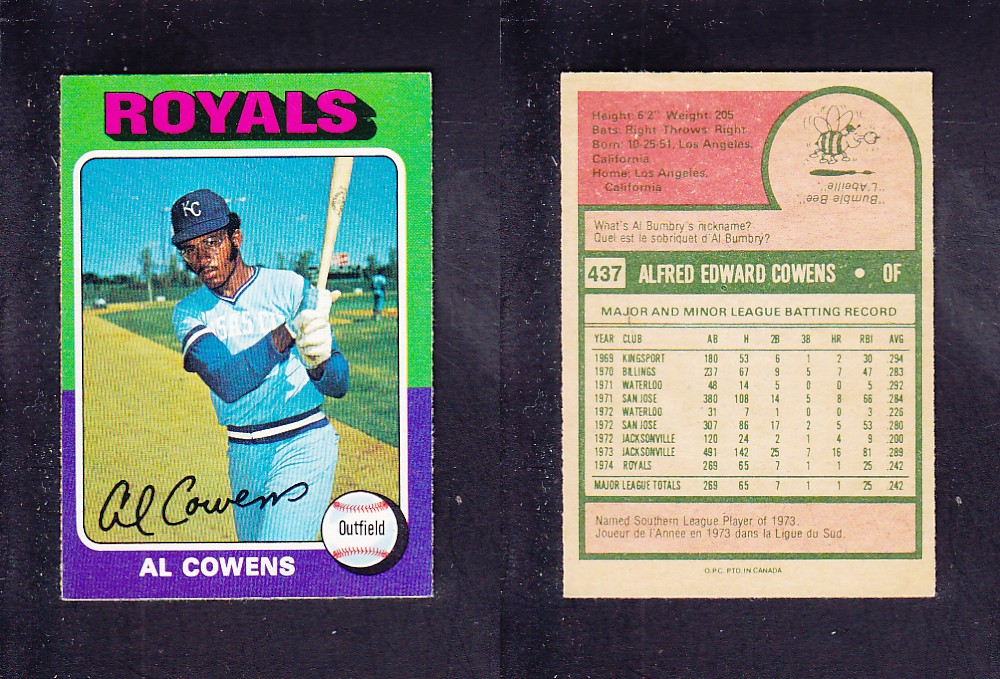 ROYALS
KC
Al Cowens
Outfield
AL COWENS
Height: 6'2" Weight: 205
Bats: Right Throws: Right
Born: 10-25-51, Los Angeles,
California
Home: Los Angeles,
California
"Bumble Bee
"L'Abeille"
What's Al Bumbry's nickname?
Quel est le sobriquet d'Al Bumbry?
437 ALFRED EDWARD COWENS • OF
MAJOR AND MINOR LEAGUE BATTING RECORD
YEAR CLUB AB H 2B 3B HR RBI AVG
1969 KINGSPORT 180 53 6 1 2 30 .294
1970 BILLINGS 237 67 9 5 7 47 .283
1971 WATERLOO 48 14 5 0 0 5 .292
1971 SAN JOSE 380 108 14 5 8 66 .284
1972 WATERLOO 31 7 1 0 0 3 .226
1972 SAN JOSE 307 86 17 2 5 53 .280
1972 JACKSONVILLE 120 24 2 1 4 9 .200
1973 JACKSONVILLE 491 142 25 7 16 81 .289
1974 ROYALS 269 65 7 1 1 25 .242
MAJOR LEAGUE TOTALS 269 65 7 1 1 25 .242
Named Southern League Player of 1973.
Joueur de l'Année en 1973 dans la Ligue du Sud.
O.P.C. PTD. IN CANADA